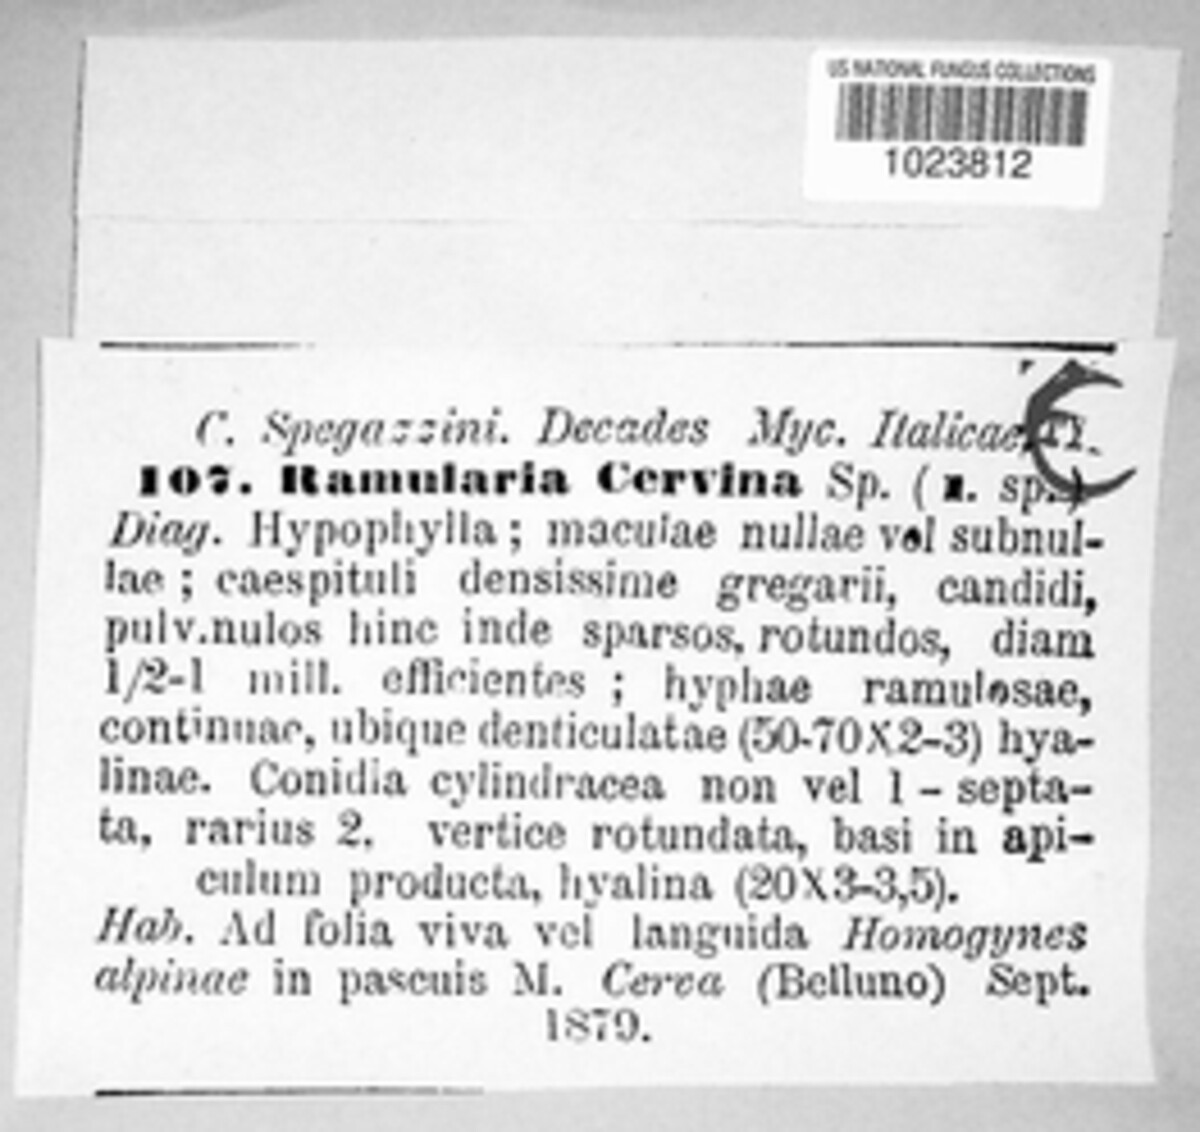 US NATIONAL FUNGUS COLLECTIONS
1023812
C. Spegazzini. Decades Myc. Italicae
107. Ramularia Cervina Sp. (n. sp.)
Diag. Hypophylla ; maculae nullae vel subnul-
lae ; caespituli densissime gregarii, candidi,
pulv.nulos hinc inde sparsos, rotundos, diam
1/2-1 mill. efficientes ; hyphae ramulosae,
continuae, ubique denticulatae (50-70X2-3) hya-
linae. Conidia cylindracea non vel 1 - septa-
ta, rarius 2. vertice rotundata, basi in api-
culum producta, hyalina (20X3-3,5).
Hab. Ad folia viva vel languida Homogynes
alpinae in pascuis M. Cerva (Belluno) Sept.
1879.